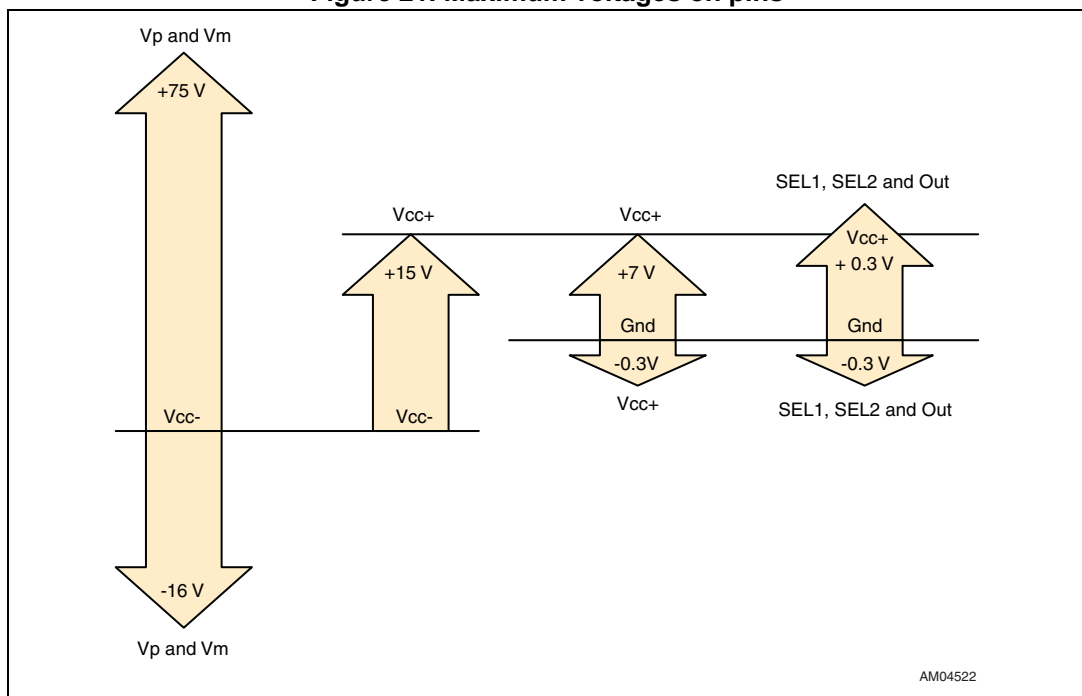 Figure 21. Maximum voltages on pins
Vp and Vm
+75 V
SEL1, SEL2 and Out
Vcc+
Vcc+
Vcc+
+ 0.3 V
+15 V
+7 V
Gnd
Gnd
-0.3V
-0.3 V
Vcc+
SEL1, SEL2 and Out
Vcc-
Vcc-
-16 V
Vp and Vm
AM04522